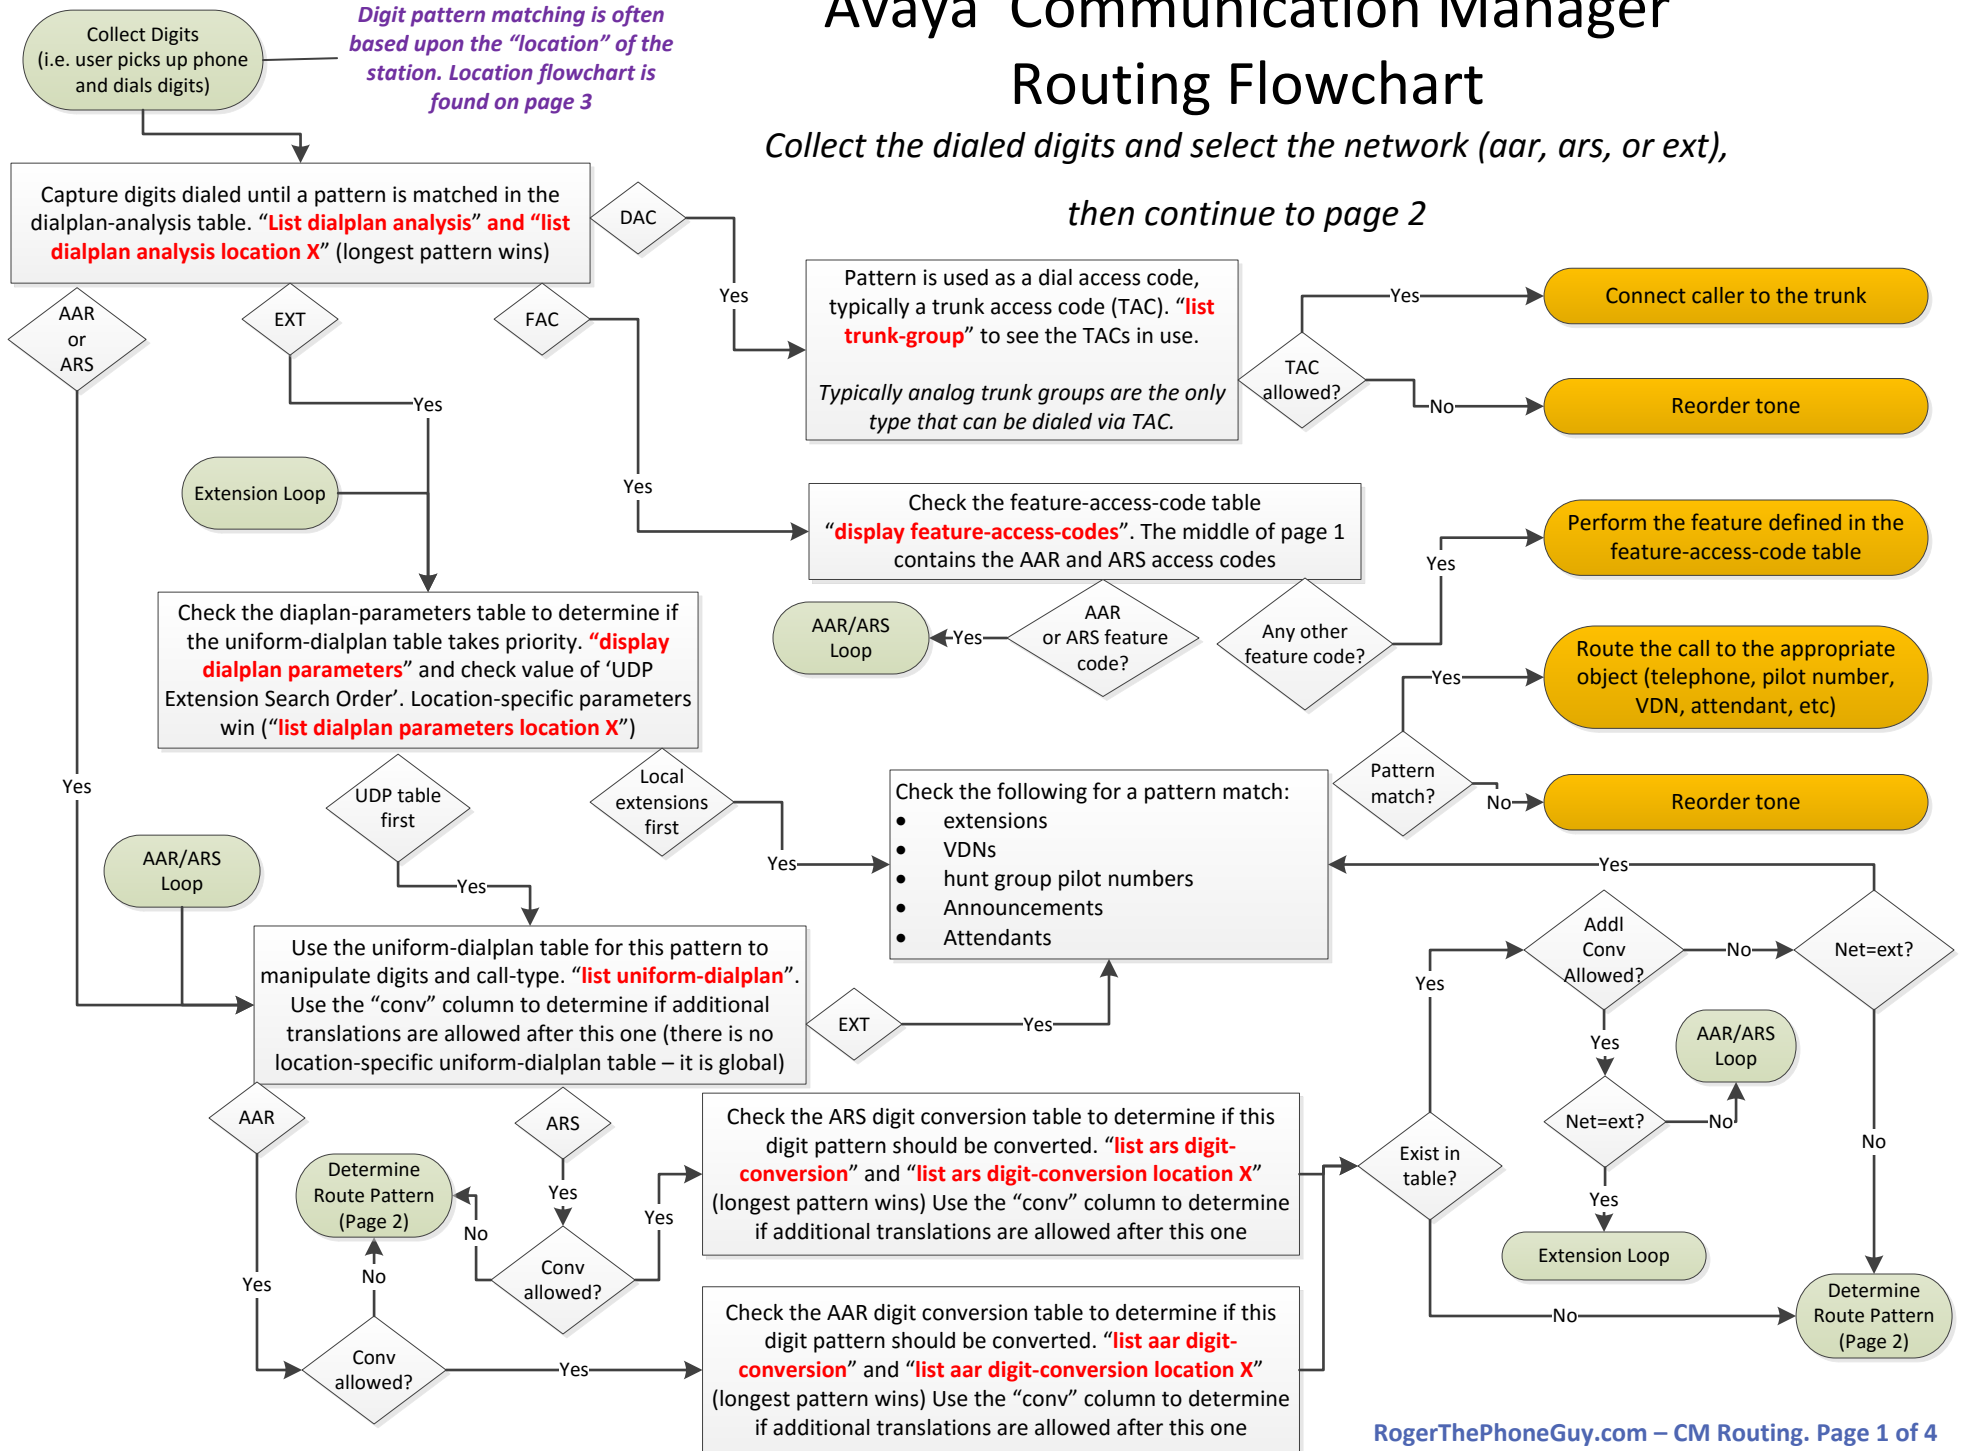 Avaya Communication Manager
Routing Flowchart
Collect the dialed digits and select the network (aar, ars, or ext),
then continue to page 2
Collect Digits
(i.e. user picks up phone
and dials digits)
Digit pattern matching is often
based upon the “location” of the
station. Location flowchart is
found on page 3
Capture digits dialed until a pattern is matched in the
dialplan-analysis table. “List dialplan analysis” and “list
dialplan analysis location X” (longest pattern wins)
DAC
Yes
AAR
or
ARS
EXT
FAC
Pattern is used as a dial access code,
typically a trunk access code (TAC). “list
trunk-group” to see the TACs in use.
Typically analog trunk groups are the only
type that can be dialed via TAC.
TAC
allowed?
Yes
Connect caller to the trunk
No
Reorder tone
Yes
Extension Loop
Yes
Check the feature-access-code table
“display feature-access-codes”. The middle of page 1
contains the AAR and ARS access codes
AAR/ARS
Loop
Yes
AAR
or ARS feature
code?
Any other
feature code?
Yes
Perform the feature defined in the
feature-access-code table
Check the diaplan-parameters table to determine if
the uniform-dialplan table takes priority. “display
dialplan parameters” and check value of ‘UDP
Extension Search Order’. Location-specific parameters
win (“list dialplan parameters location X”)
Yes
Route the call to the appropriate
object (telephone, pilot number,
VDN, attendant, etc)
Pattern
match?
No
Reorder tone
Yes
UDP table
first
Local
extensions
first
Yes
Check the following for a pattern match:
• extensions
• VDNs
• hunt group pilot numbers
• Announcements
• Attendants
AAR/ARS
Loop
Yes
Yes
Use the uniform-dialplan table for this pattern to
manipulate digits and call-type. “list uniform-dialplan”.
Use the “conv” column to determine if additional
translations are allowed after this one (there is no
location-specific uniform-dialplan table – it is global)
EXT
Yes
Addl
Conv
Allowed?
No
Net=ext?
Yes
Yes
AAR/ARS
Loop
Net=ext?
No
Yes
Extension Loop
No
AAR
ARS
Determine
Route Pattern
(Page 2)
Yes
No
Conv
allowed?
Yes
Check the ARS digit conversion table to determine if this
digit pattern should be converted. “list ars digit-
conversion” and “list ars digit-conversion location X”
(longest pattern wins) Use the “conv” column to determine
if additional translations are allowed after this one
Exist in
table?
Yes
No
Conv
allowed?
Yes
Check the AAR digit conversion table to determine if this
digit pattern should be converted. “list aar digit-
conversion” and “list aar digit-conversion location X”
(longest pattern wins) Use the “conv” column to determine
if additional translations are allowed after this one
No
Determine
Route Pattern
(Page 2)
RogerThePhoneGuy.com – CM Routing. Page 1 of 4